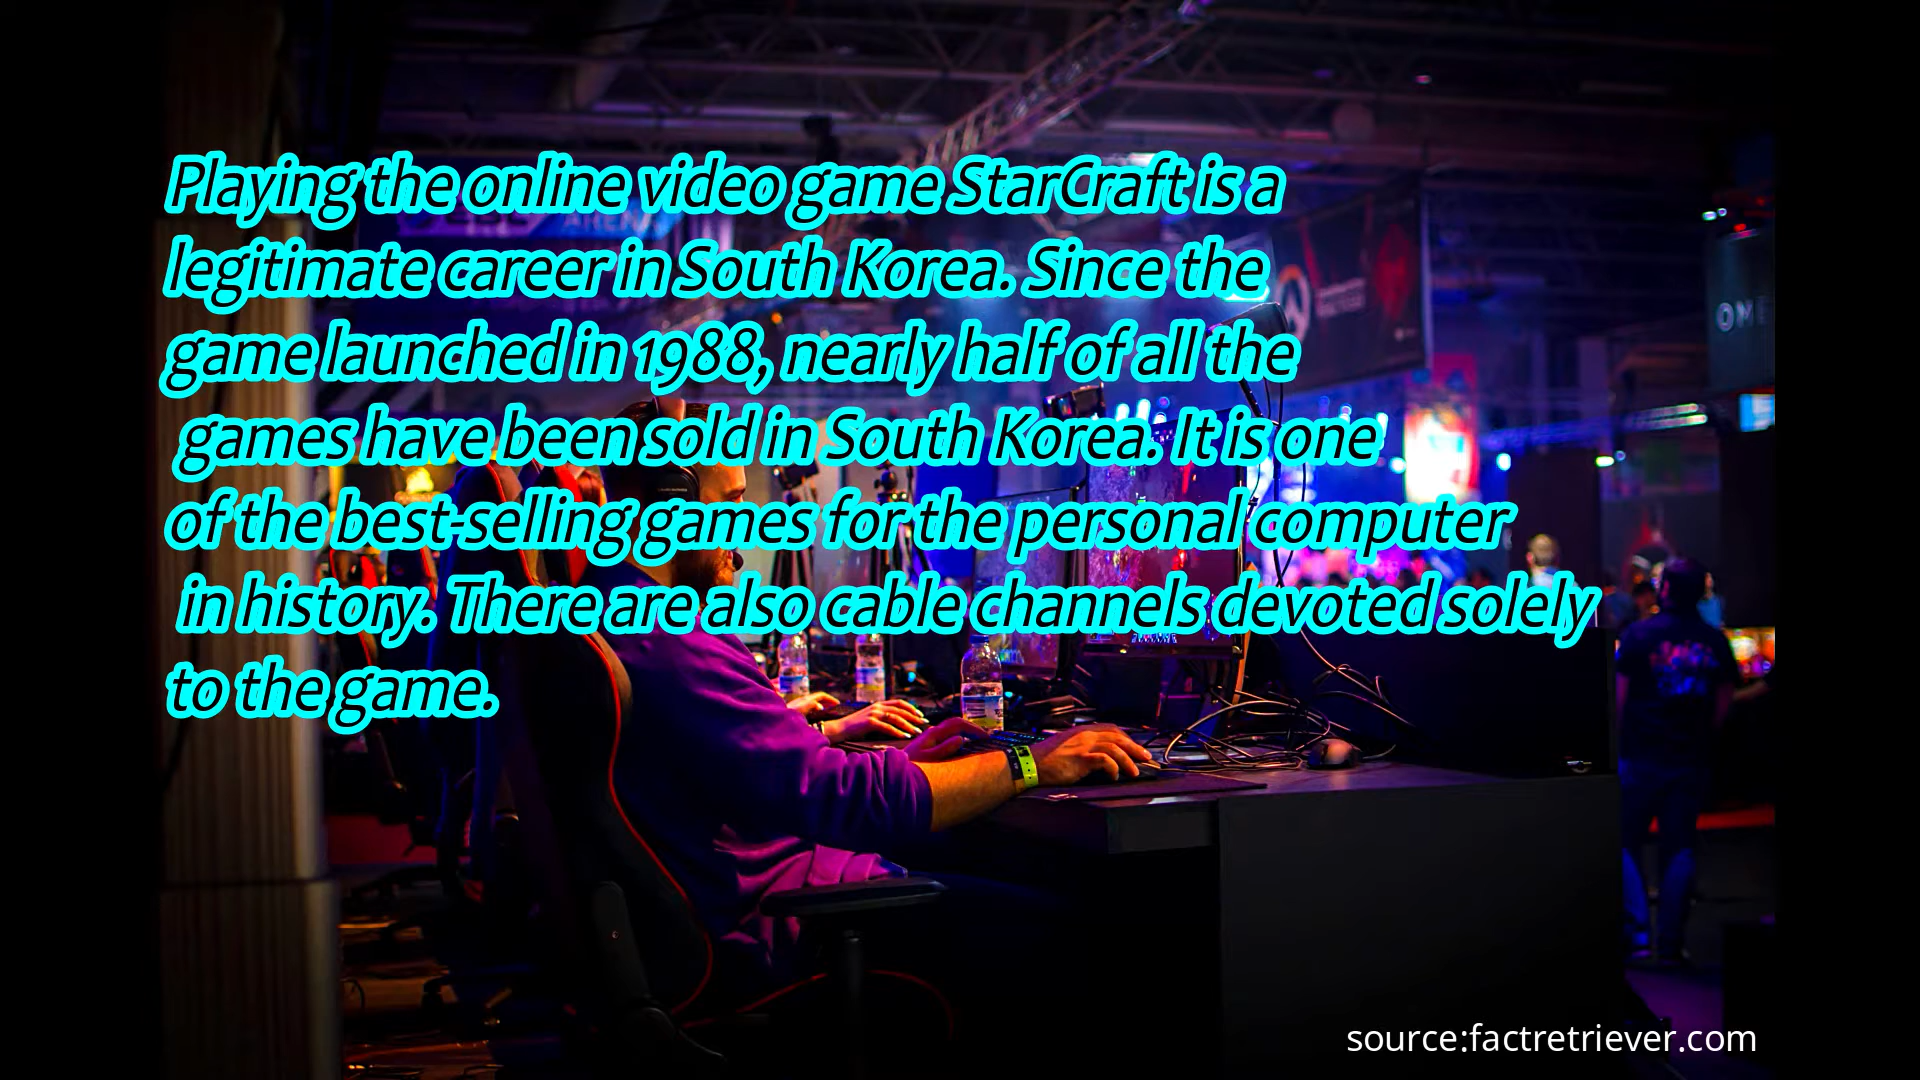 Playing the online video game StarCraft is a
legitimate career in South Korea. Since the
game launched in 1988, nearly half of all the
games have been sold in South Korea. It is one
of the best-selling games for the personal computer
in history. There are also cable channels devoted solely
to the game.
OME
source:factretriever.com